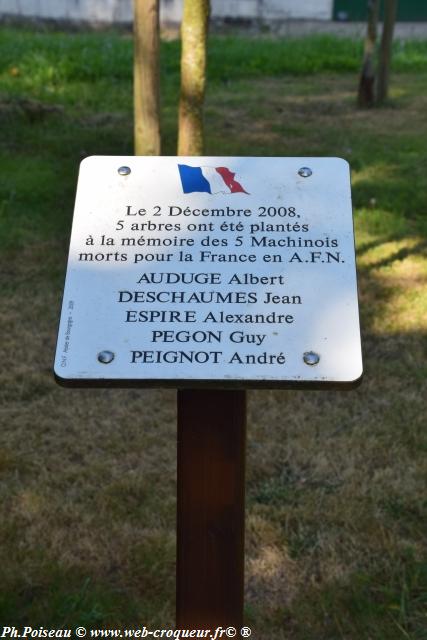 Le 2 Décembre 2008,
5 arbres ont été plantés
à la mémoire des 5 Machinois
morts pour la France en A.F.N.
AUDUGE Albert
DESCHAUMES Jean
ESPIRE Alexandre
PEGON Guy
PEIGNOT André
Ph.Poiseau © www.web-croqueur.fr® ®